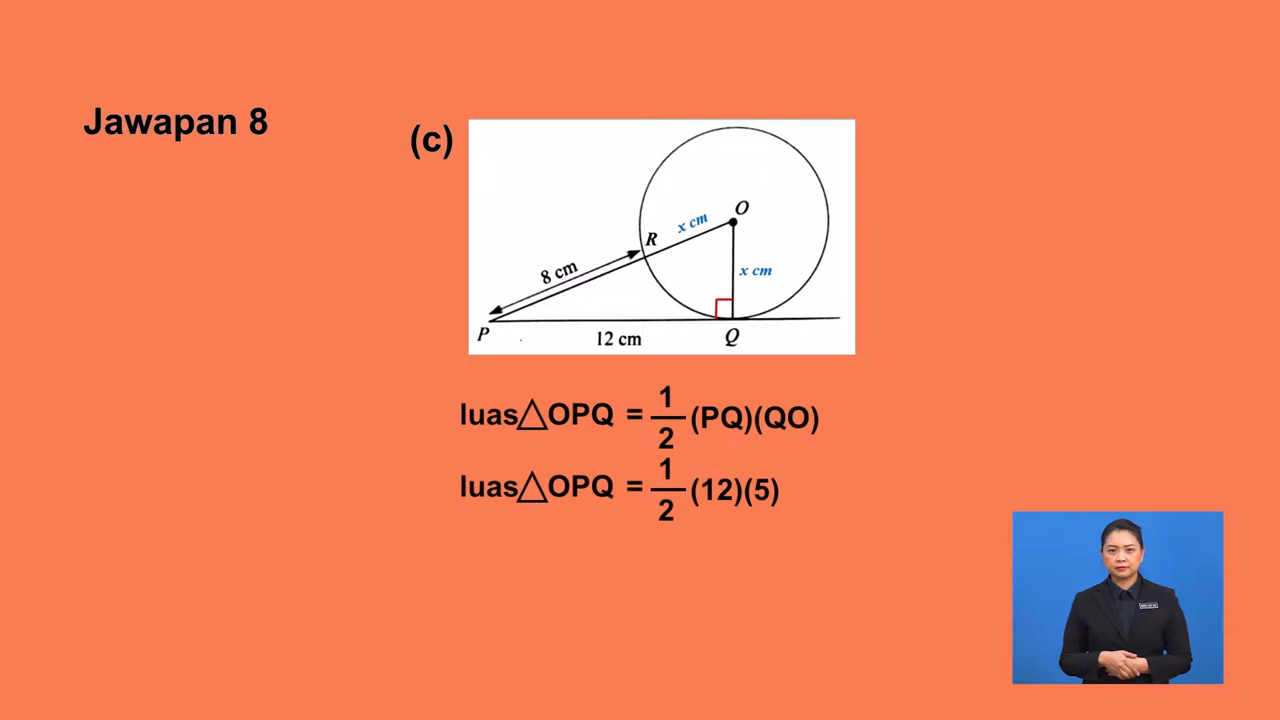 Jawapan 8
(c)
O
x cm
R
x cm
8 cm
P
12 cm
Q
luas△OPQ = 1/2 (PQ)(QO)
luas△OPQ = 1/2 (12)(5)